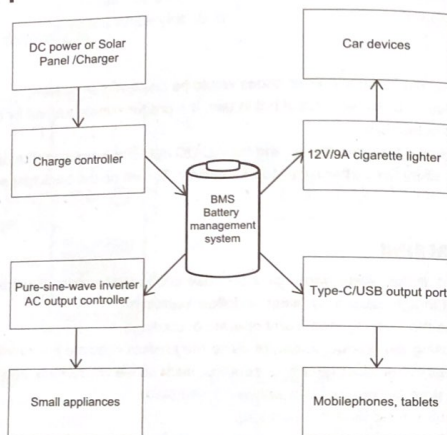 DC power or Solar
Panel /Charger
Car devices
Charge controller
12V/9A cigarette lighter
BMS
Battery
management
system
Pure-sine-wave inverter
AC output controller
Type-C/USB output port
Small appliances
Mobilephones, tablets